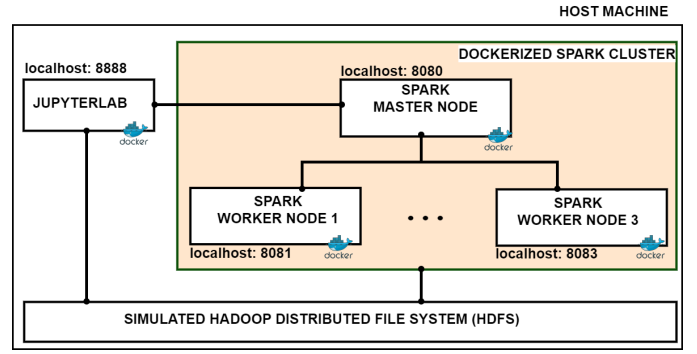 HOST MACHINE
DOCKERIZED SPARK CLUSTER
localhost: 8888
localhost: 8080
JUPYTERLAB
docker
SPARK
MASTER NODE
docker
SPARK
WORKER NODE 1
docker
localhost: 8081
...
SPARK
WORKER NODE 3
docker
localhost: 8083
SIMULATED HADOOP DISTRIBUTED FILE SYSTEM (HDFS)